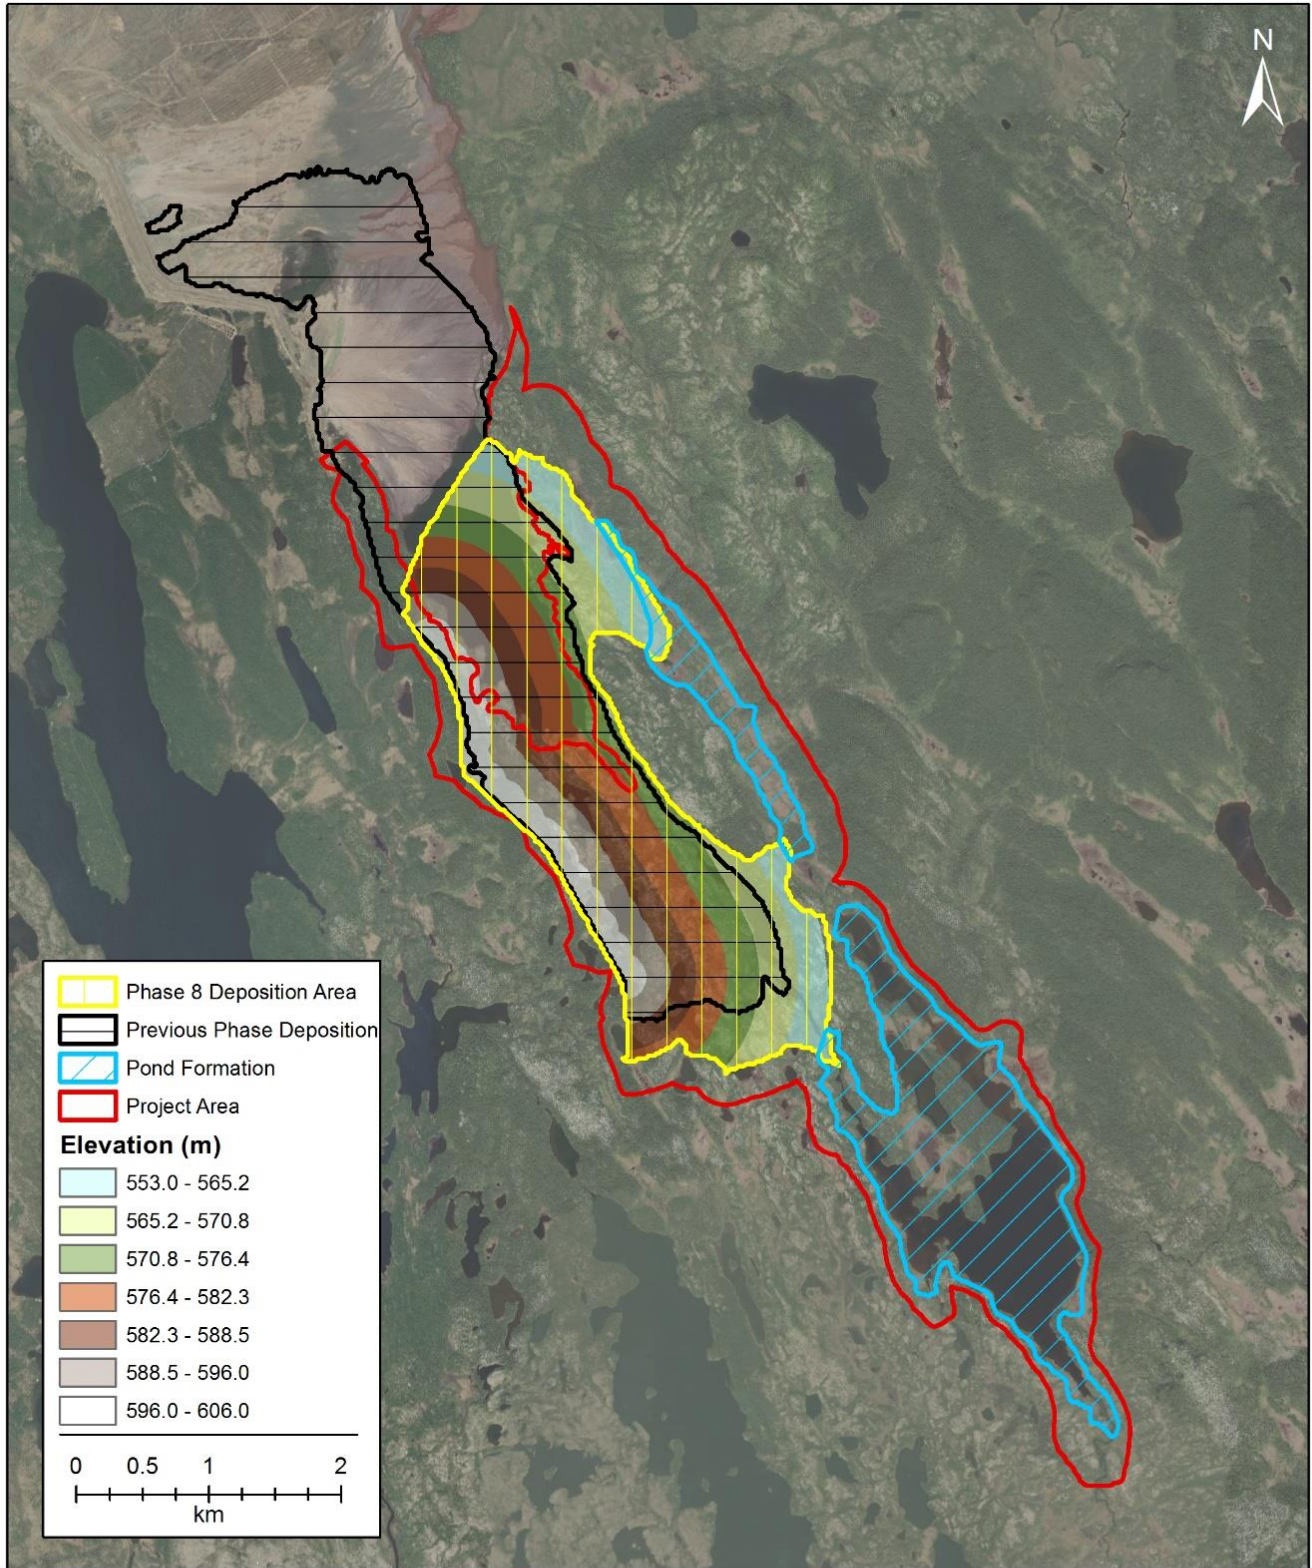 N
Phase 8 Deposition Area
Previous Phase Deposition
Pond Formation
Project Area
Elevation (m)
553.0 - 565.2
565.2 - 570.8
570.8 - 576.4
576.4 - 582.3
582.3 - 588.5
588.5 - 596.0
596.0 - 606.0
0 0.5 1 2
km